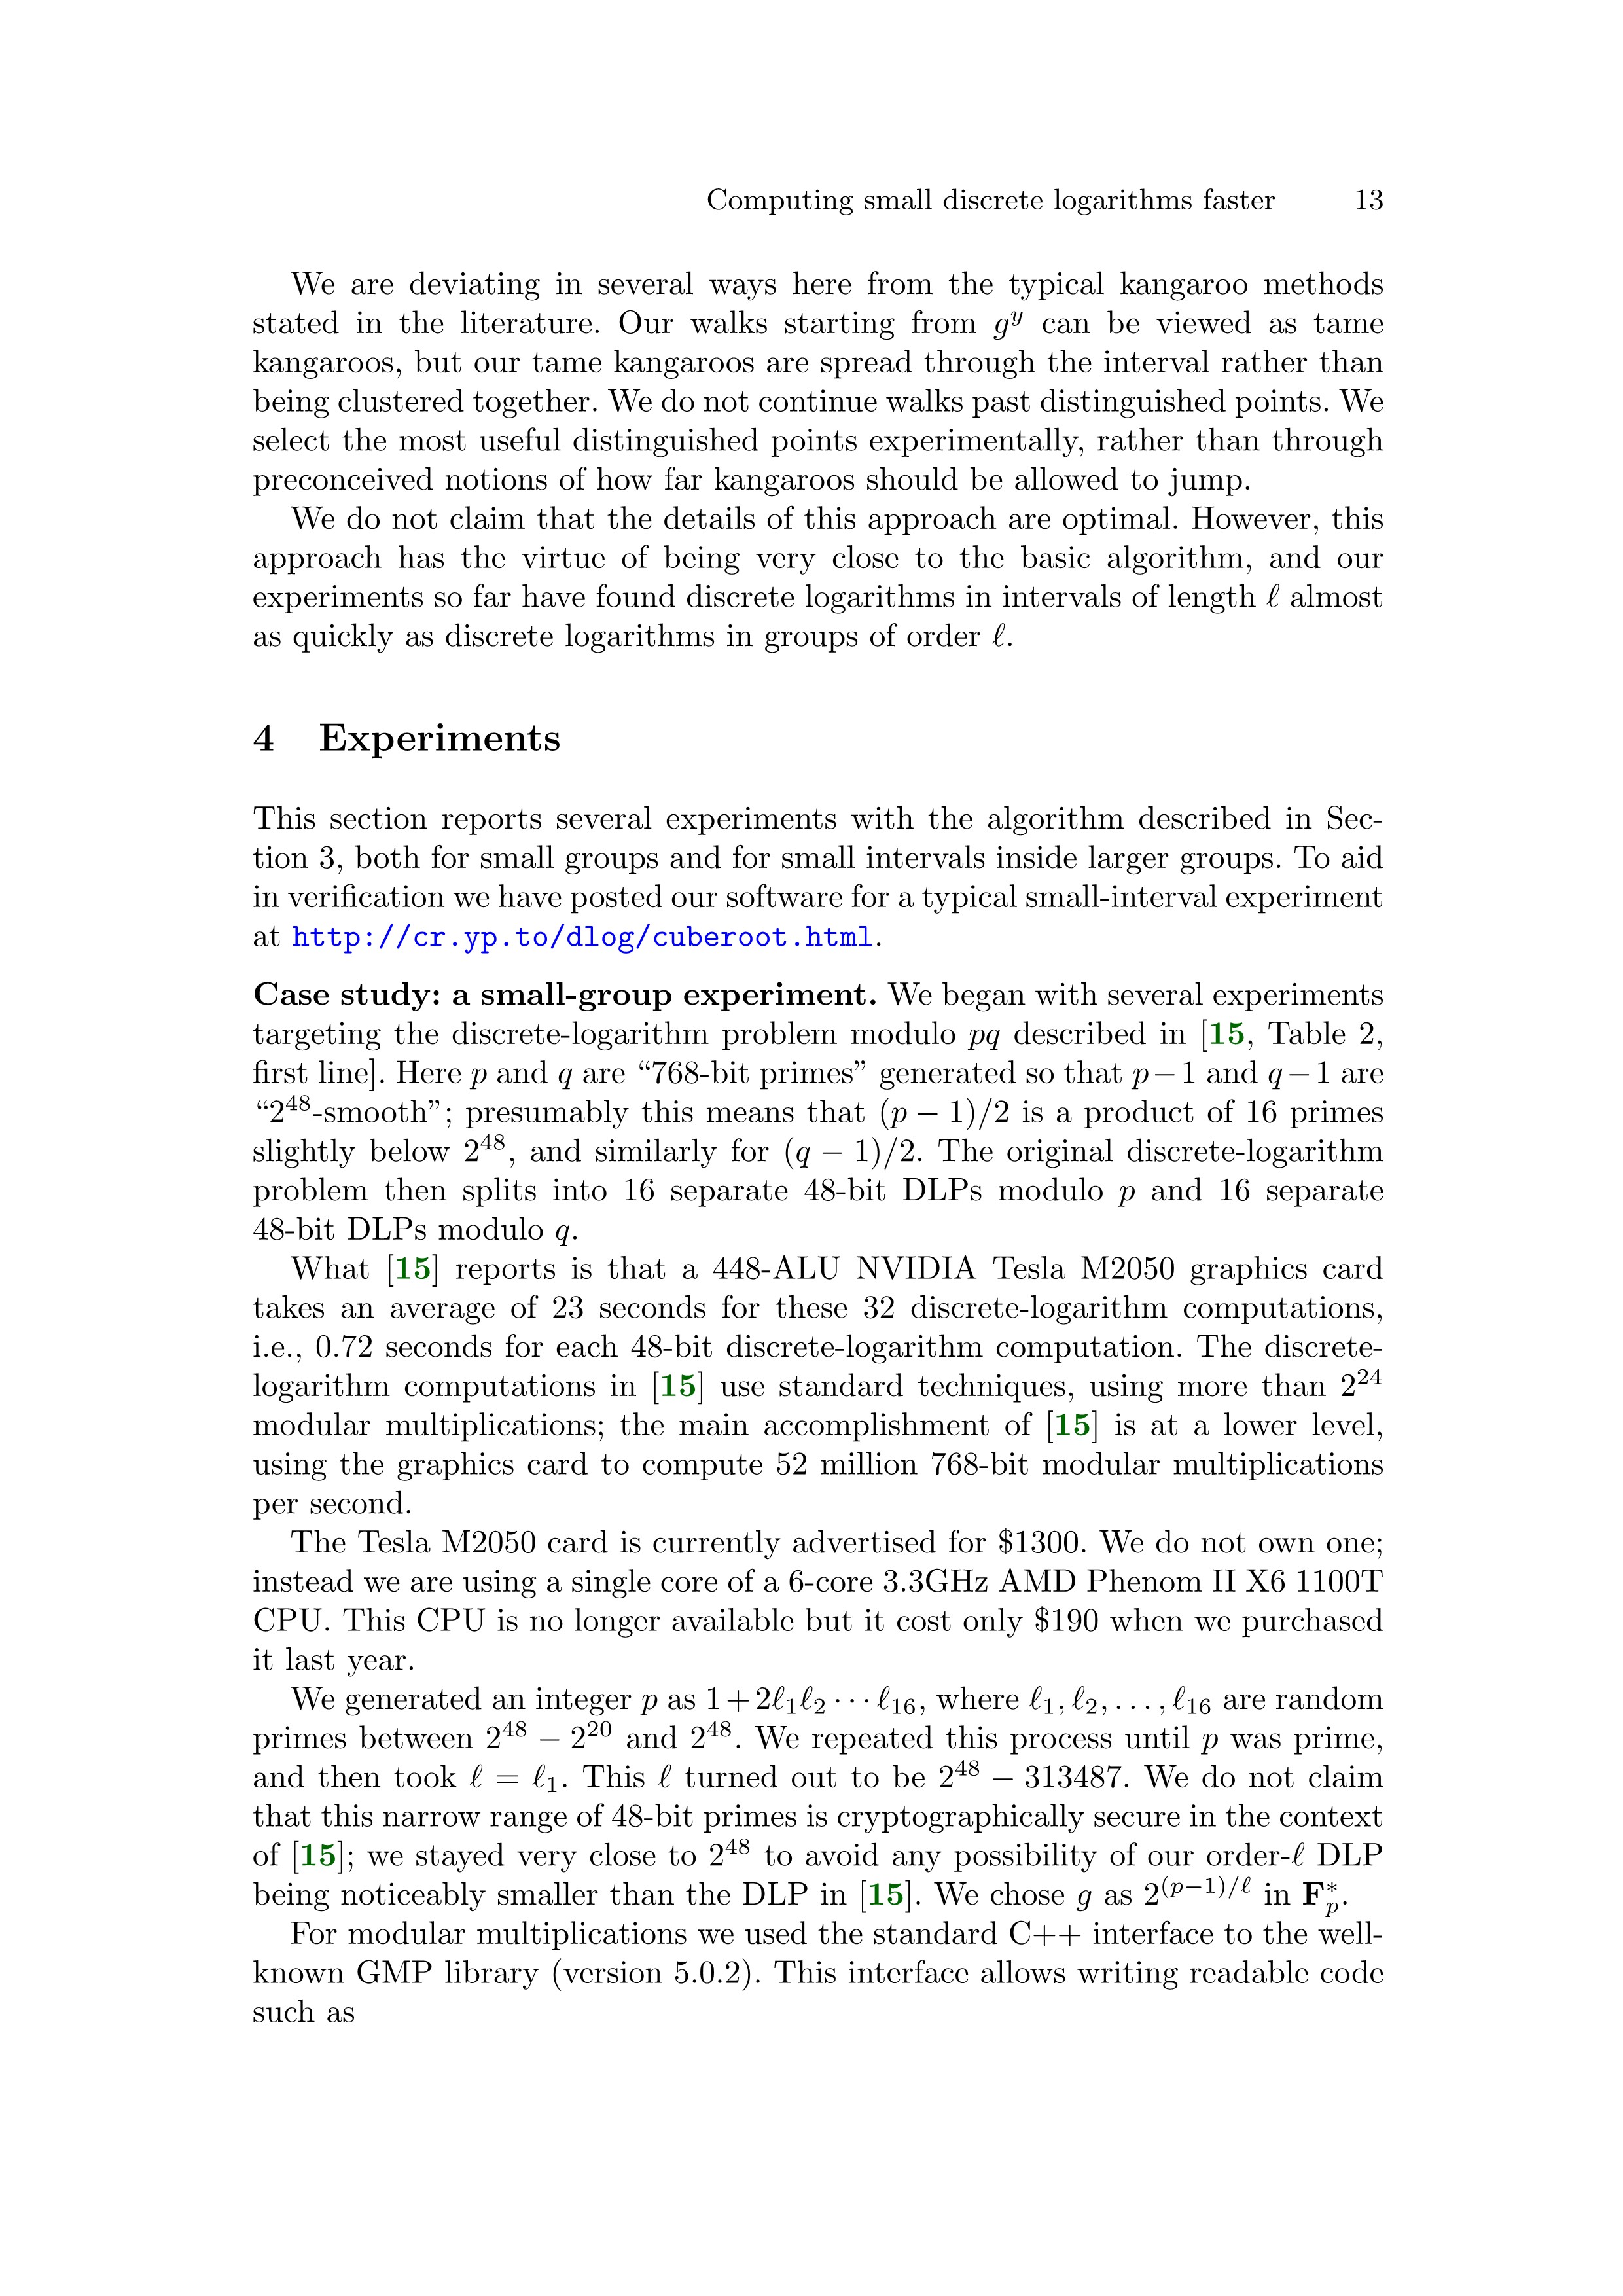 Computing small discrete logarithms faster 13
We are deviating in several ways here from the typical kangaroo methods
stated in the literature. Our walks starting from g^y can be viewed as tame
kangaroos, but our tame kangaroos are spread through the interval rather than
being clustered together. We do not continue walks past distinguished points. We
select the most useful distinguished points experimentally, rather than through
preconceived notions of how far kangaroos should be allowed to jump.
We do not claim that the details of this approach are optimal. However, this
approach has the virtue of being very close to the basic algorithm, and our
experiments so far have found discrete logarithms in intervals of length ℓ almost
as quickly as discrete logarithms in groups of order ℓ.
4 Experiments
This section reports several experiments with the algorithm described in Sec-
tion 3, both for small groups and for small intervals inside larger groups. To aid
in verification we have posted our software for a typical small-interval experiment
at http://cr.yp.to/dlog/cuberoot.html.
Case study: a small-group experiment. We began with several experiments
targeting the discrete-logarithm problem modulo pq described in [15, Table 2,
first line]. Here p and q are “768-bit primes” generated so that p−1 and q−1 are
“2^48-smooth”; presumably this means that (p − 1)/2 is a product of 16 primes
slightly below 2^48, and similarly for (q − 1)/2. The original discrete-logarithm
problem then splits into 16 separate 48-bit DLPs modulo p and 16 separate
48-bit DLPs modulo q.
What [15] reports is that a 448-ALU NVIDIA Tesla M2050 graphics card
takes an average of 23 seconds for these 32 discrete-logarithm computations,
i.e., 0.72 seconds for each 48-bit discrete-logarithm computation. The discrete-
logarithm computations in [15] use standard techniques, using more than 2^24
modular multiplications; the main accomplishment of [15] is at a lower level,
using the graphics card to compute 52 million 768-bit modular multiplications
per second.
The Tesla M2050 card is currently advertised for $1300. We do not own one;
instead we are using a single core of a 6-core 3.3GHz AMD Phenom II X6 1100T
CPU. This CPU is no longer available but it cost only $190 when we purchased
it last year.
We generated an integer p as 1+2ℓ₁ℓ₂⋯ℓ₁₆, where ℓ₁, ℓ₂, . . . , ℓ₁₆ are random
primes between 2^48 − 2^20 and 2^48. We repeated this process until p was prime,
and then took ℓ = ℓ₁. This ℓ turned out to be 2^48 − 313487. We do not claim
that this narrow range of 48-bit primes is cryptographically secure in the context
of [15]; we stayed very close to 2^48 to avoid any possibility of our order-ℓ DLP
being noticeably smaller than the DLP in [15]. We chose g as 2^(p−1)/ℓ in F*_p.
For modular multiplications we used the standard C++ interface to the well-
known GMP library (version 5.0.2). This interface allows writing readable code
such as